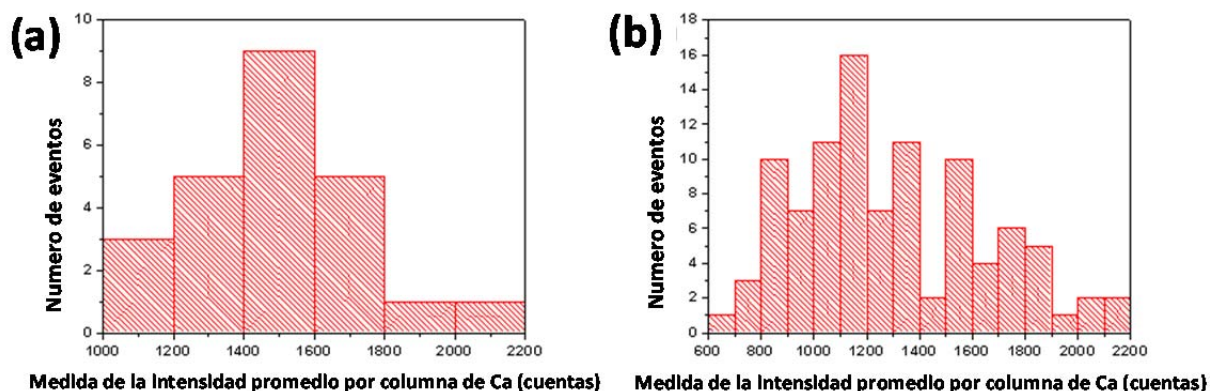 (a)
10
8
6
4
2
0
Numero de eventos
1000 1200 1400 1600 1800 2000 2200
Medida de la Intensidad promedio por columna de Ca (cuentas)
(b)
18
16
14
12
10
8
6
4
2
0
Numero de eventos
600 800 1000 1200 1400 1600 1800 2000 2200
Medida de la Intensidad promedio por columna de Ca (cuentas)